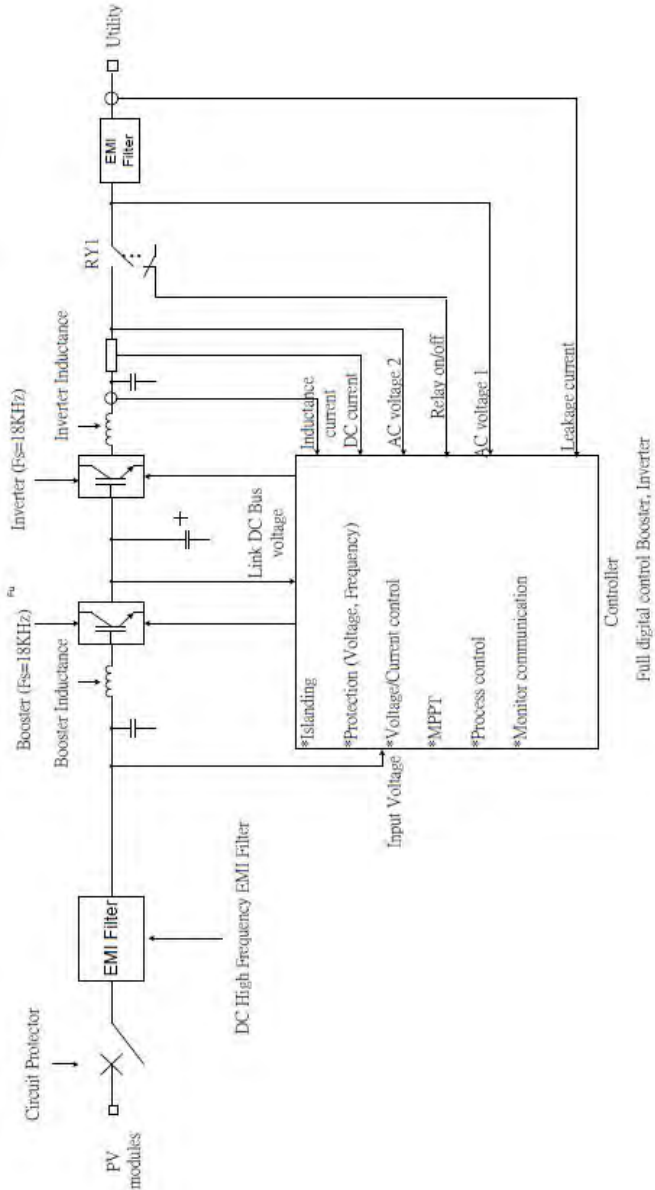 PV
modules
Circuit Protector
EMI Filter
DC High Frequency EMI Filter
Booster (Fs=18KHz)
Fu
Booster Inductance
Inverter (Fs=18KHz)
Inverter Inductance
RY1
EMI
Filter
Utility
Input Voltage
Link DC Bus
voltage
Inductance
current
DC current
AC voltage 2
Relay on/off
AC voltage 1
Leakage current
*Islanding
*Protection (Voltage, Frequency)
*Voltage/Current control
*MPPT
*Process control
*Monitor communication
Controller
Full digital control Booster, Inverter